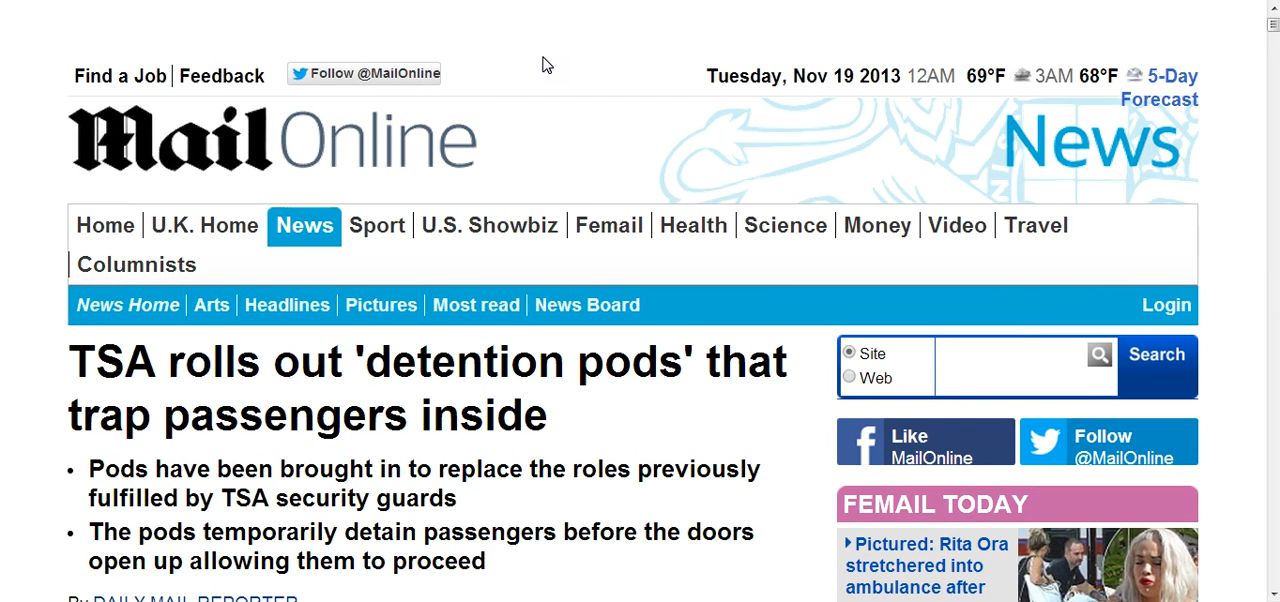 Find a Job Feedback Follow @MailOnline
Tuesday, Nov 19 2013 12AM 69°F 3AM 68°F 5-Day
Forecast
Mail Online
News
Home U.K. Home News Sport U.S. Showbiz Femail Health Science Money Video Travel
Columnists
News Home Arts Headlines Pictures Most read News Board Login
TSA rolls out 'detention pods' that
trap passengers inside
• Pods have been brought in to replace the roles previously
fulfilled by TSA security guards
• The pods temporarily detain passengers before the doors
open up allowing them to proceed
By DAILY MAIL REPORTER
Site
Web
Search
Like
MailOnline
Follow
@MailOnline
FEMAIL TODAY
Pictured: Rita Ora
stretchered into
ambulance after